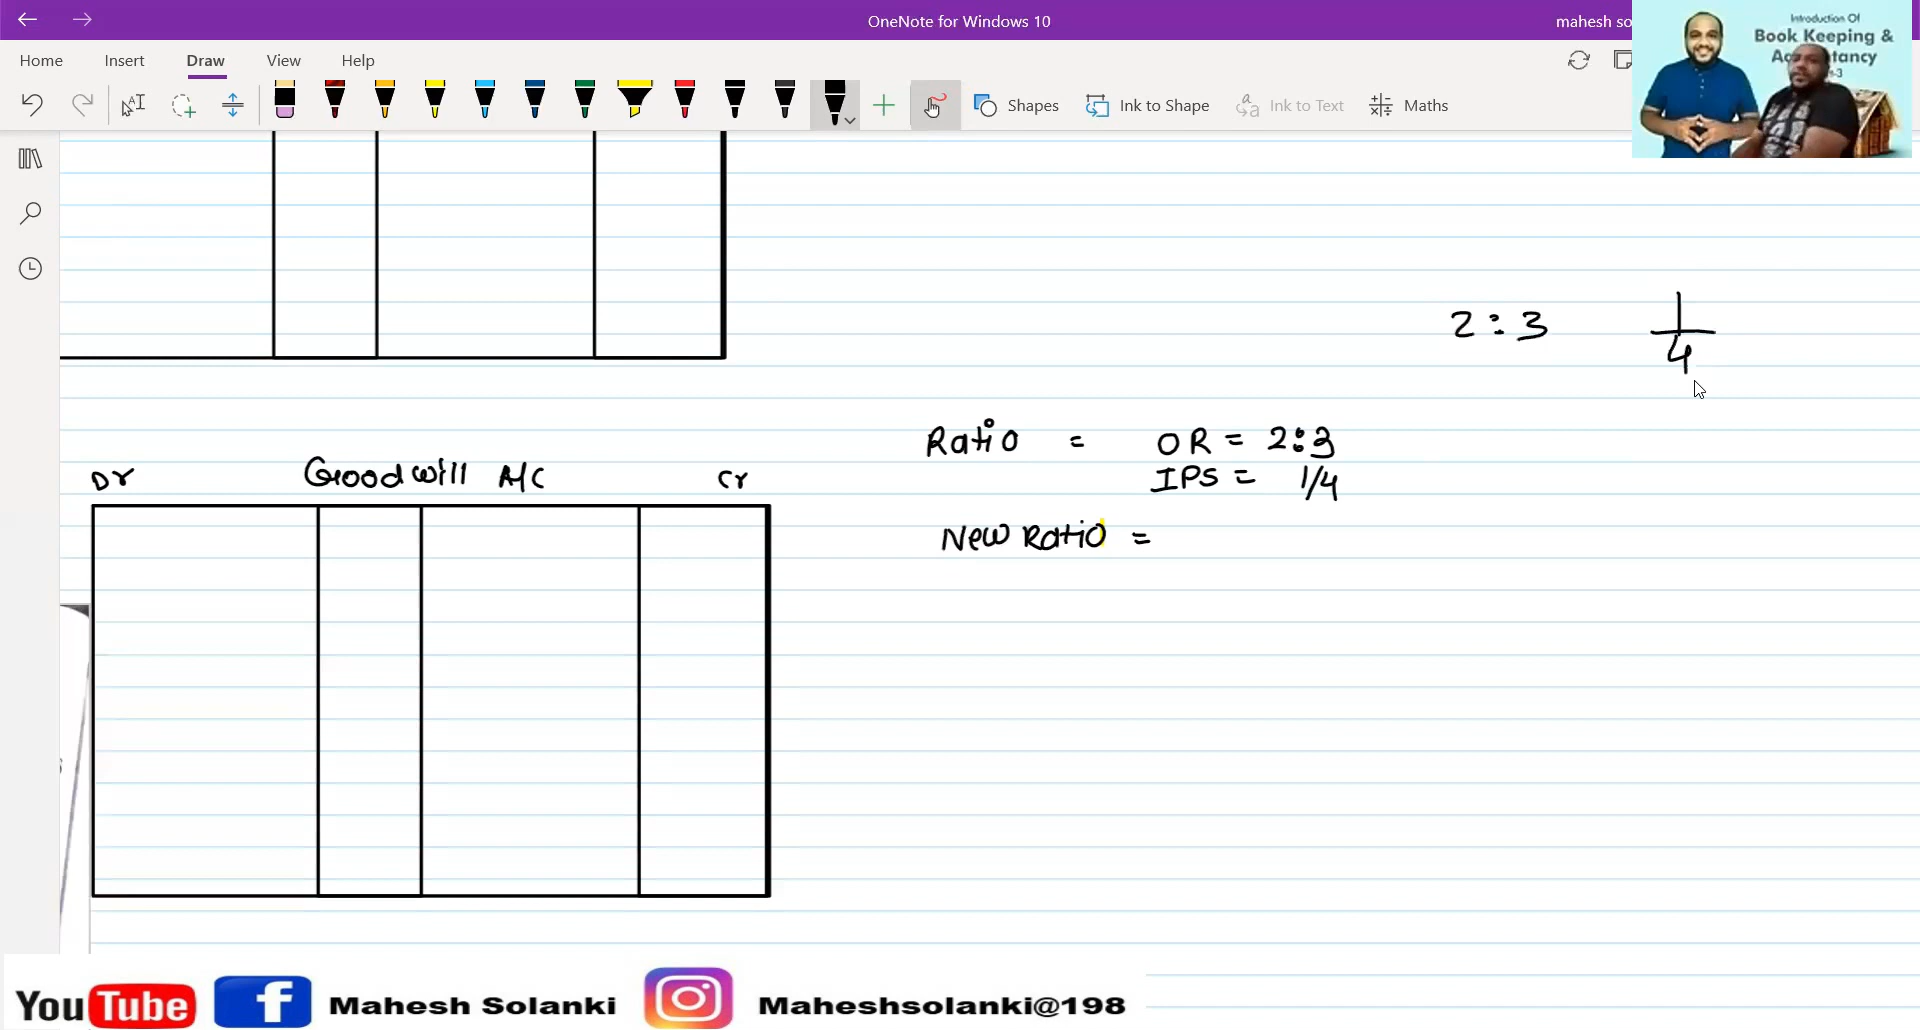 OneNote for Windows 10
mahesh so
Home Insert Draw View Help
Shapes Ink to Shape Ink to Text Maths
Introduction Of
Book Keeping &
2 : 3
1
4
Ratio = OR = 2:3
IPS = 1/4
New Ratio =
Dr Goodwill A/C Cr
YouTube f Mahesh Solanki Maheshsolanki@198